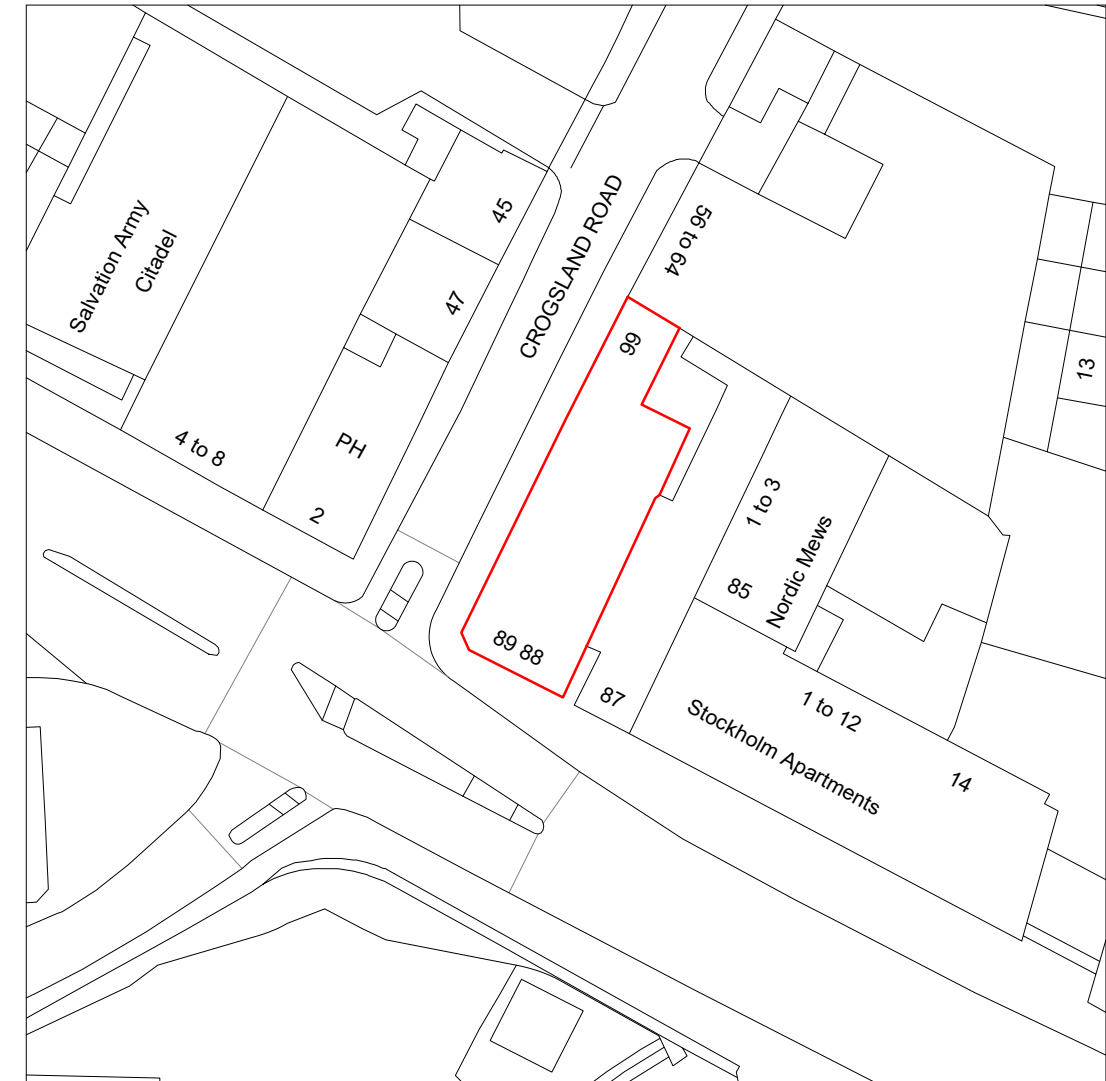 45
CROGSLAND ROAD
56 to 64
Salvation Army
Citadel
47
66
13
4 to 8
PH
2
1 to 3
85
Nordic Mews
89 88
87
1 to 12
Stockholm Apartments
14